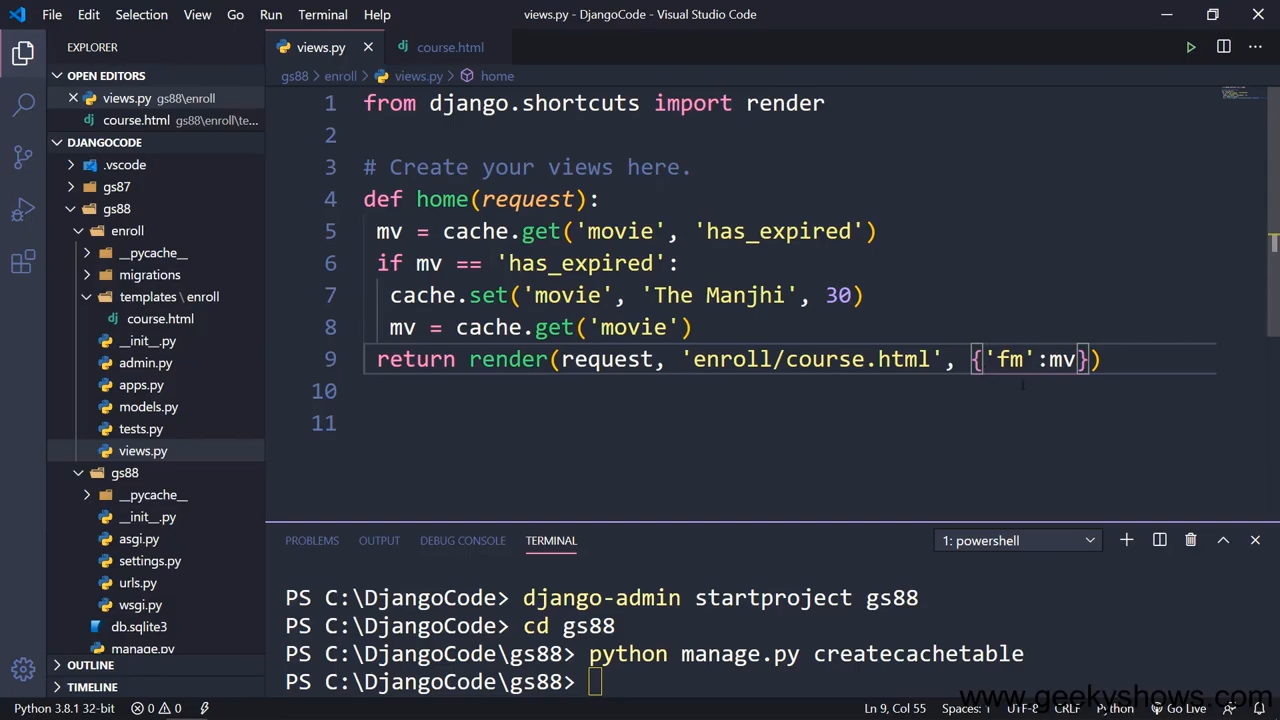 File Edit Selection View Go Run Terminal Help
views.py - DjangoCode - Visual Studio Code
EXPLORER
OPEN EDITORS
views.py gs88\enroll
course.html gs88\enroll\te...
DJANGOCODE
.vscode
gs87
gs88
enroll
__pycache__
migrations
templates \ enroll
course.html
__init__.py
admin.py
apps.py
models.py
tests.py
views.py
gs88
__pycache__
__init__.py
asgi.py
settings.py
urls.py
wsgi.py
db.sqlite3
manage.py
OUTLINE
TIMELINE
views.py course.html
gs88 > enroll > views.py > home
1 from django.shortcuts import render
2
3 # Create your views here.
4 def home(request):
5 mv = cache.get('movie', 'has_expired')
6 if mv == 'has_expired':
7 cache.set('movie', 'The Manjhi', 30)
8 mv = cache.get('movie')
9 return render(request, 'enroll/course.html', {'fm':mv})
10
11
PROBLEMS OUTPUT DEBUG CONSOLE TERMINAL
1: powershell
PS C:\DjangoCode> django-admin startproject gs88
PS C:\DjangoCode> cd gs88
PS C:\DjangoCode\gs88> python manage.py createcachetable
PS C:\DjangoCode\gs88>
www.geekyshows.com
Python 3.8.1 32-bit 0 0 Ln 9, Col 55 Spaces: 1 UTF-8 CRLF Python Go Live